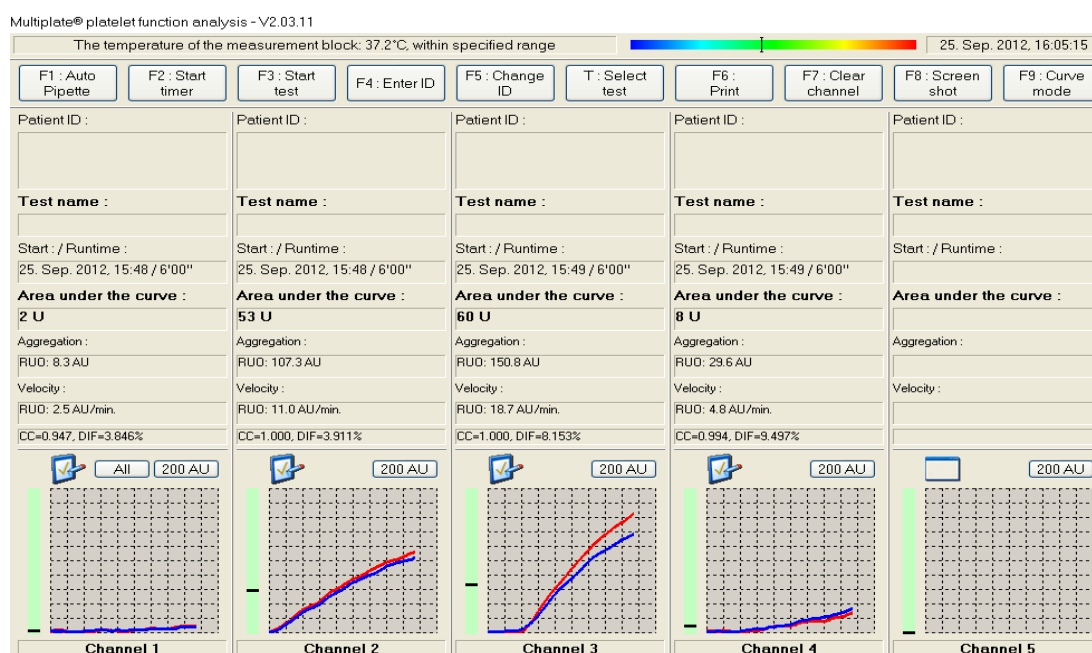 Multiplate® platelet function analysis - V2.03.11
The temperature of the measurement block: 37.2°C, within specified range
25. Sep. 2012, 16:05:15
F1 : Auto Pipette
F2 : Start timer
F3 : Start test
F4 : Enter ID
F5 : Change ID
T : Select test
F6 : Print
F7 : Clear channel
F8 : Screen shot
F9 : Curve mode
Patient ID : Patient ID : Patient ID : Patient ID : Patient ID :
Test name : Test name : Test name : Test name : Test name :
Start : / Runtime : Start : / Runtime : Start : / Runtime : Start : / Runtime : Start : / Runtime :
25. Sep. 2012, 15:48 / 6'00" 25. Sep. 2012, 15:48 / 6'00" 25. Sep. 2012, 15:49 / 6'00" 25. Sep. 2012, 15:49 / 6'00"
Area under the curve : Area under the curve : Area under the curve : Area under the curve : Area under the curve :
2 U 53 U 60 U 8 U
Aggregation : Aggregation : Aggregation : Aggregation : Aggregation :
RUO: 8.3 AU RUO: 107.3 AU RUO: 150.8 AU RUO: 29.6 AU
Velocity : Velocity : Velocity : Velocity : Velocity :
RUO: 2.5 AU/min. RUO: 11.0 AU/min. RUO: 18.7 AU/min. RUO: 4.8 AU/min.
CC=0.947, DIF=3.846% CC=1.000, DIF=3.911% CC=1.000, DIF=8.153% CC=0.994, DIF=9.497%
All 200 AU 200 AU 200 AU 200 AU 200 AU
Channel 1 Channel 2 Channel 3 Channel 4 Channel 5